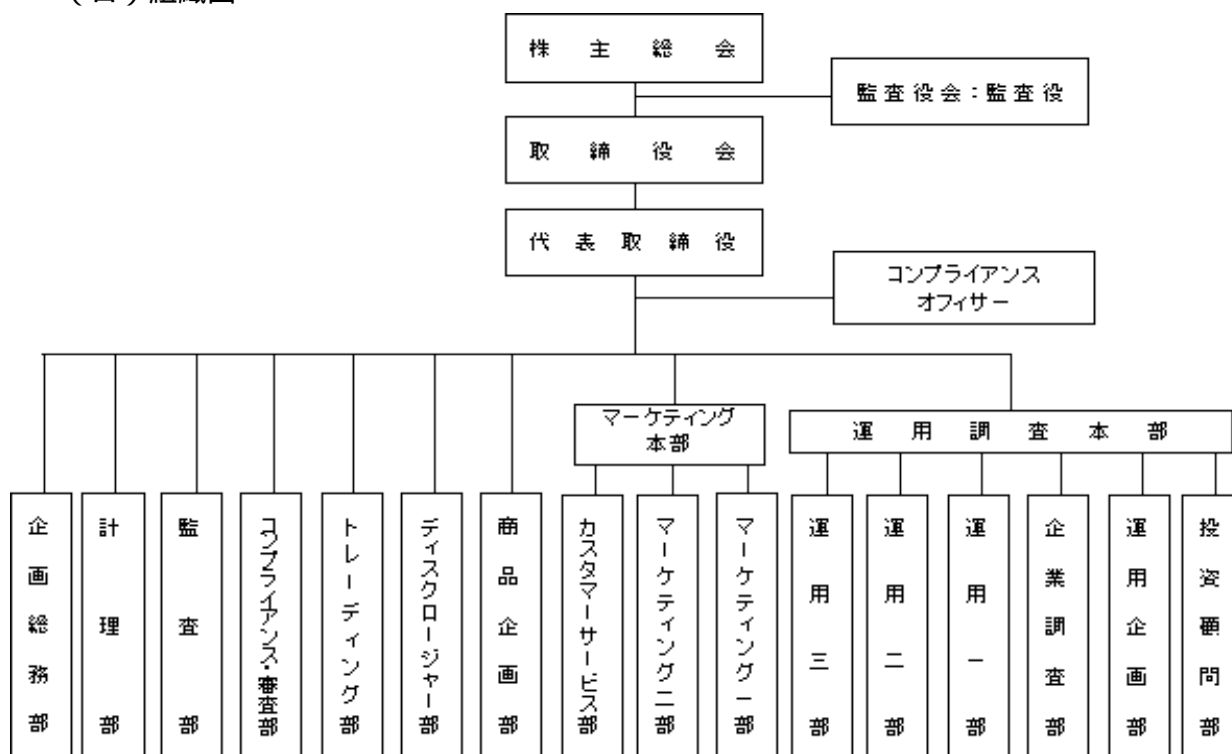 株主総会
監査役会：監査役
取締役会
代表取締役
コンプライアンス
オフィサー
マーケティング
本部
運用調査本部
企画総務部
計理部
監査部
コンプライアンス・審査部
トレーディング部
ディスクロージャー部
商品企画部
カスタマーサービス部
マーケティング二部
マーケティング一部
運用三部
運用二部
運用一部
企業調査部
運用企画部
投資顧問部